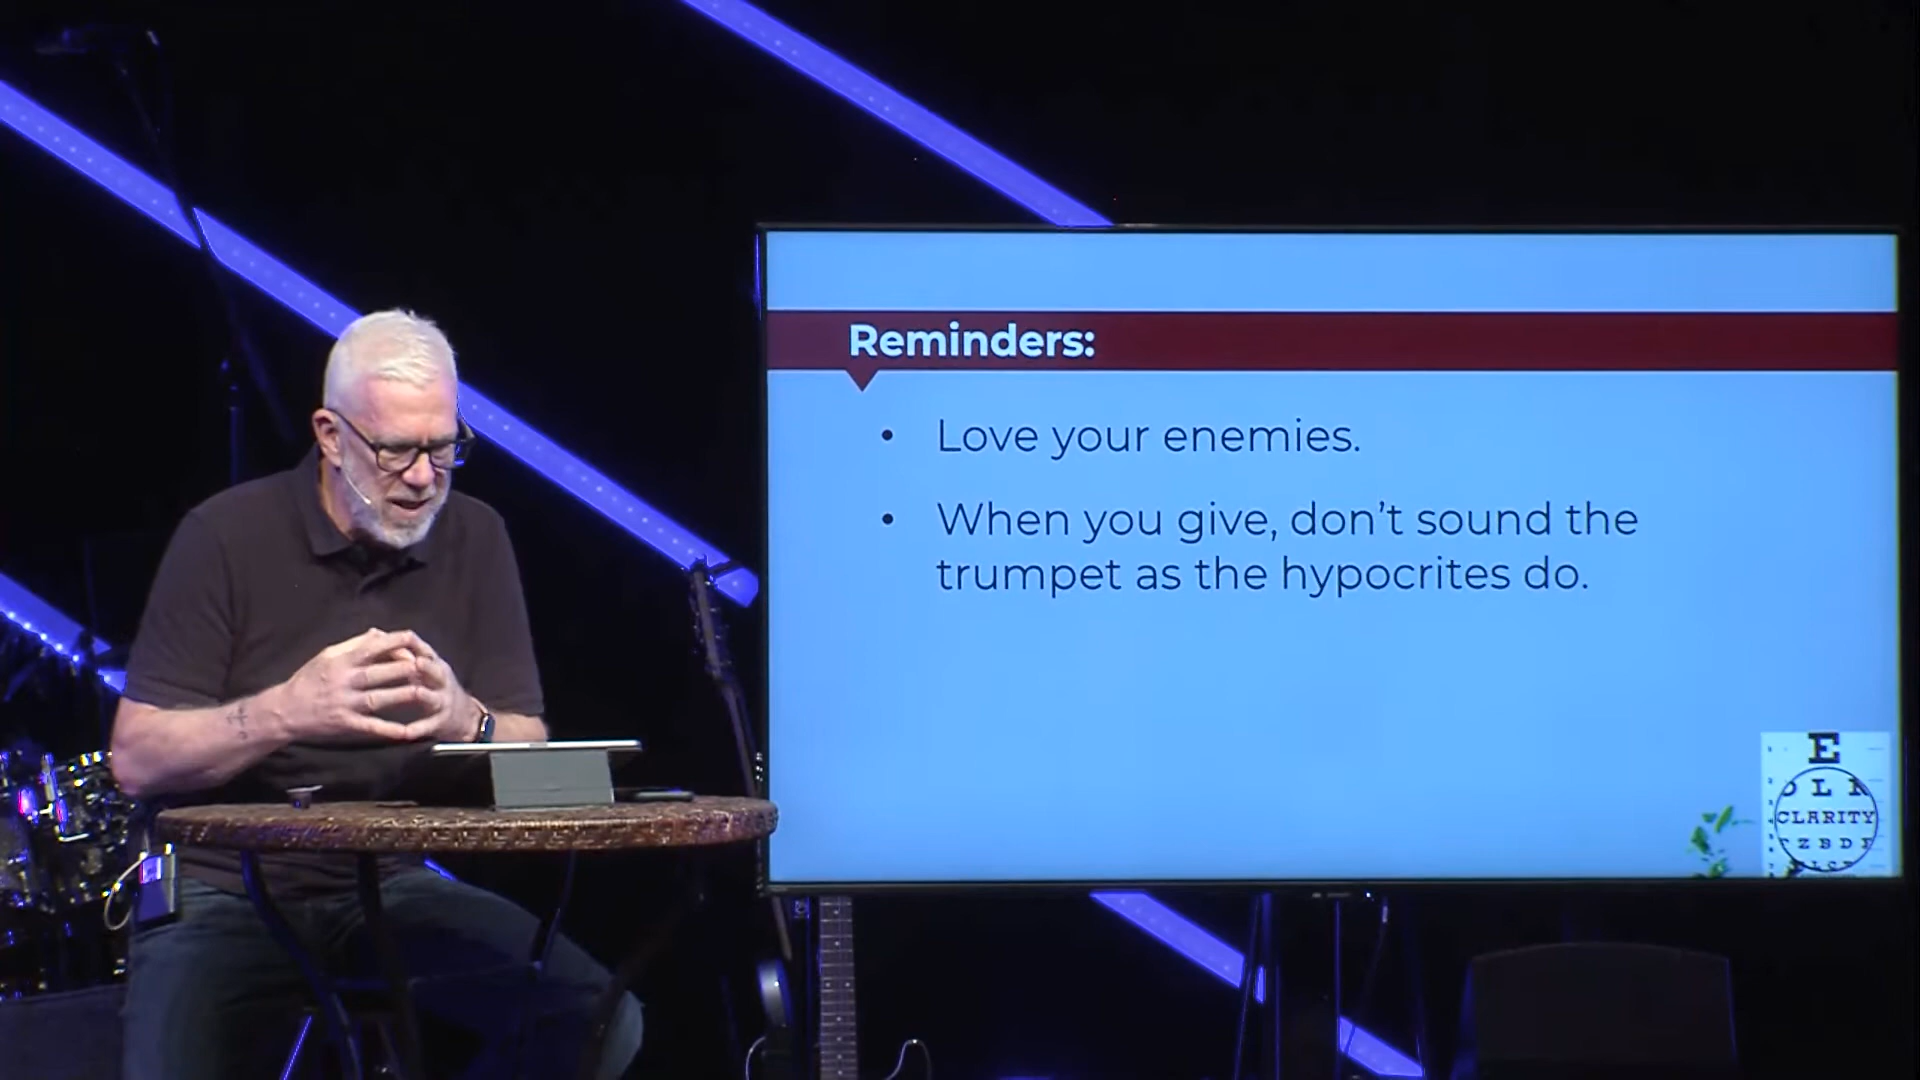 Reminders:
• Love your enemies.
• When you give, don't sound the
trumpet as the hypocrites do.
E
CLARITY